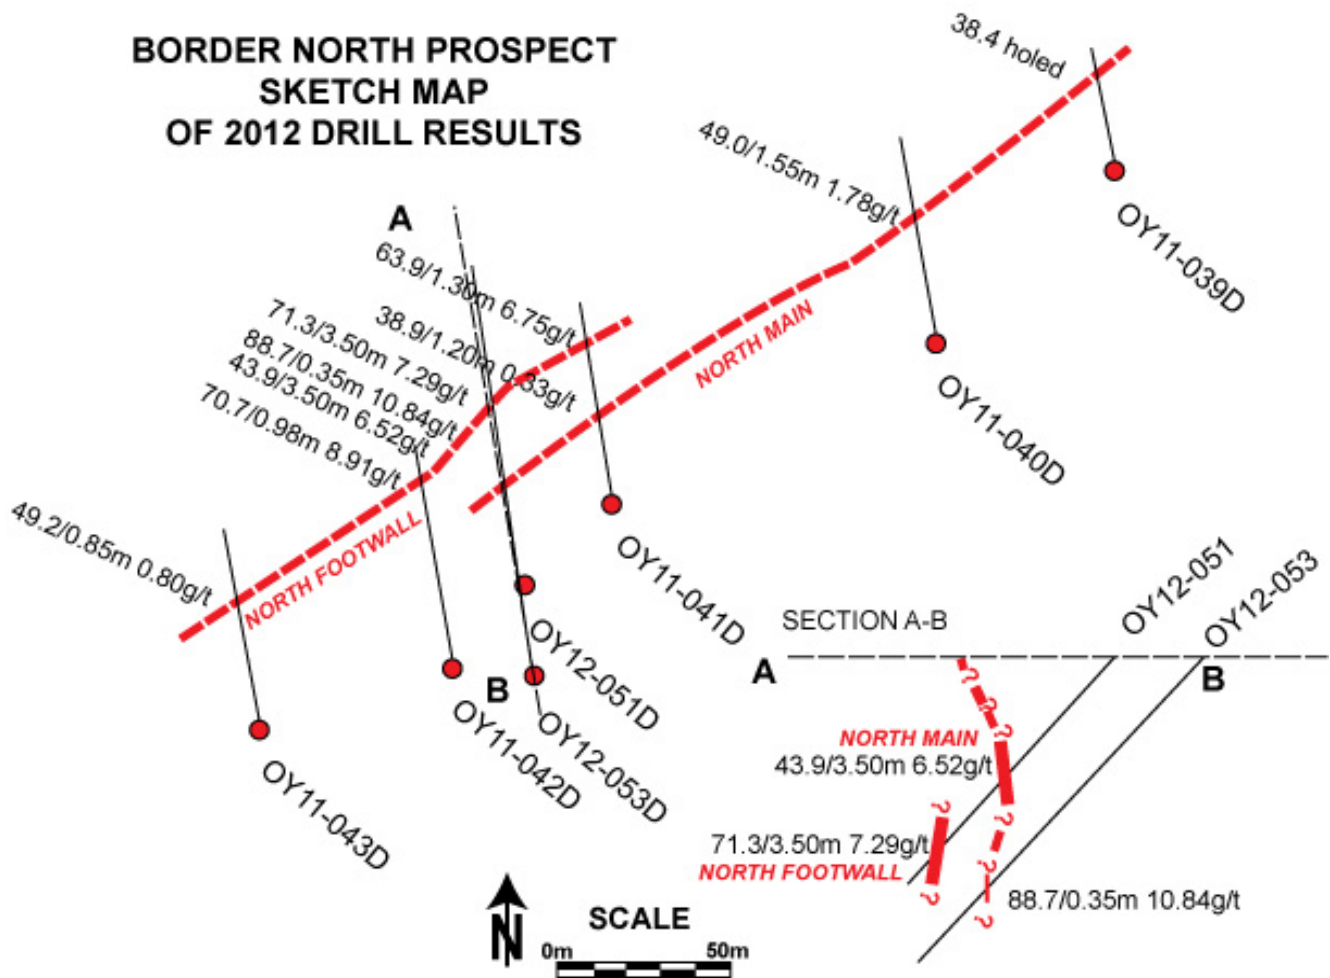 BORDER NORTH PROSPECT
SKETCH MAP
OF 2012 DRILL RESULTS
38.4 holed
49.0/1.55m 1.78g/t
OY11-039D
A
63.9/1.30m 6.75g/t
71.3/3.50m 7.29g/t
38.9/1.20m 0.33g/t
88.7/0.35m 10.84g/t
43.9/3.50m 6.52g/t
70.7/0.98m 8.91g/t
NORTH MAIN
OY11-040D
49.2/0.85m 0.80g/t
NORTH FOOTWALL
OY11-041D
OY12-051D
B
OY11-042D
OY12-053D
OY11-043D
OY12-051
OY12-053
SECTION A-B
A
B
? ? ?
NORTH MAIN
43.9/3.50m 6.52g/t
?
?
71.3/3.50m 7.29g/t
NORTH FOOTWALL
?
?
88.7/0.35m 10.84g/t
?
N
SCALE
0m 50m